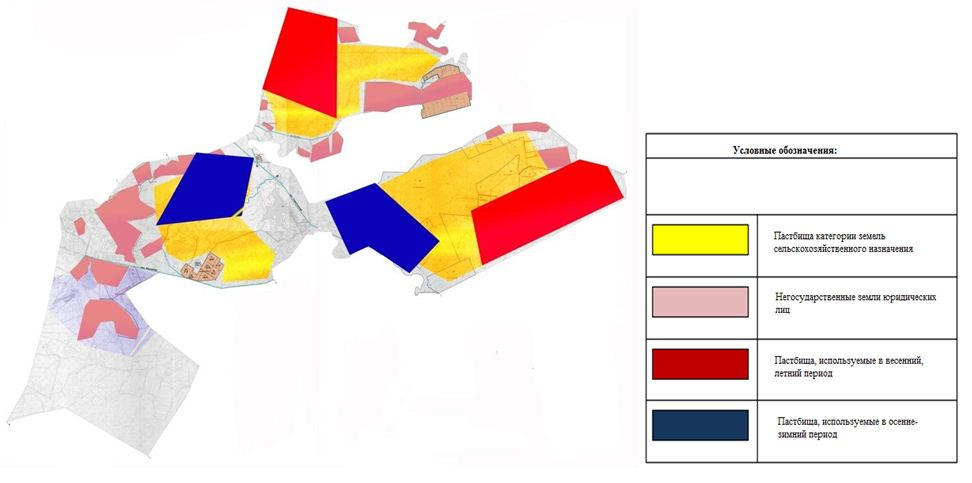 Условные обозначения:
Пастбища категории земель
сельскохозяйственного назначения
Негосударственные земли юридических
лиц
Пастбища, используемые в весенний,
летний период
Пастбища, используемые в осенне-
зимний период